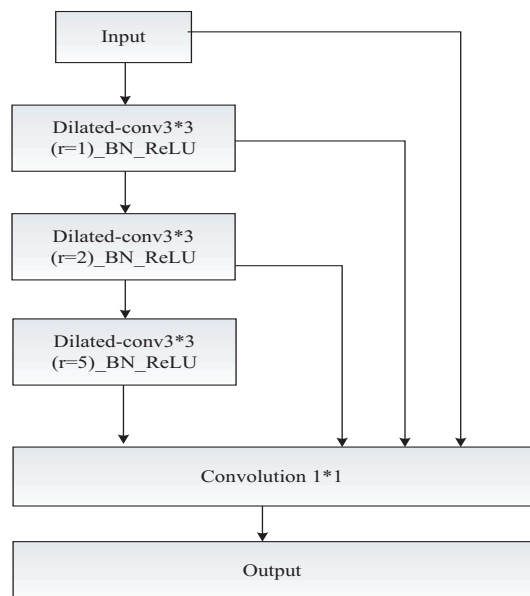 Input
Dilated-conv3*3
(r=1)_BN_ReLU
Dilated-conv3*3
(r=2)_BN_ReLU
Dilated-conv3*3
(r=5)_BN_ReLU
Convolution 1*1
Output